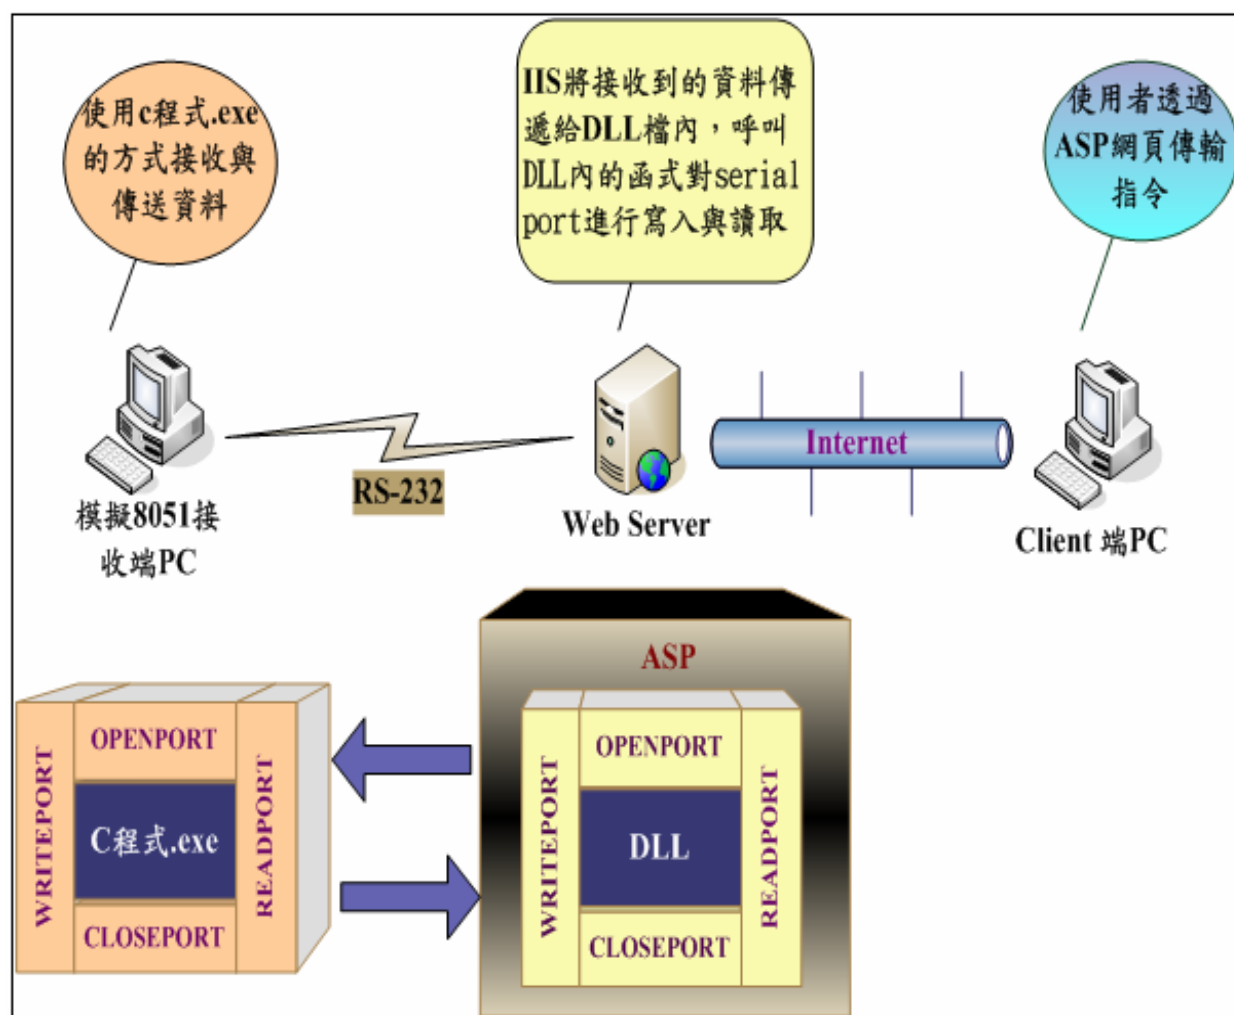 使用c程式.exe
的方式接收與
傳送資料
IIS將接收到的資料傳
遞給DLL檔內，呼叫
DLL內的函式對serial
port進行寫入與讀取
使用者透過
ASP網頁傳輸
指令
RS-232
Internet
模擬8051接
收端PC
Web Server
Client 端PC
WRITEPORT
OPENPORT
C程式.exe
CLOSEPORT
READPORT
ASP
WRITEPORT
OPENPORT
DLL
CLOSEPORT
READPORT